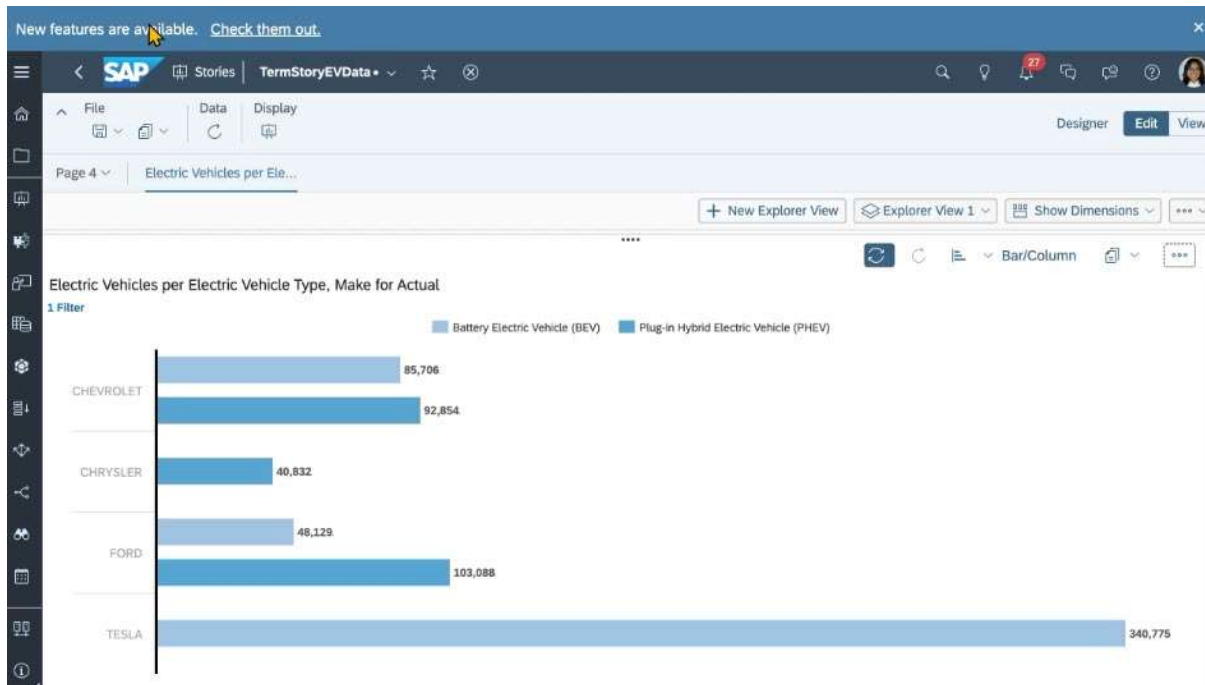 New features are available. Check them out.
SAP Stories TermStoryEVData
27
File Data Display
Designer Edit View
Page 4 Electric Vehicles per Ele...
+ New Explorer View Explorer View 1 Show Dimensions
Bar/Column
Electric Vehicles per Electric Vehicle Type, Make for Actual
1 Filter
Battery Electric Vehicle (BEV) Plug-in Hybrid Electric Vehicle (PHEV)
85,706
CHEVROLET
92,854
CHRYSLER 40,832
48,129
FORD
103,088
TESLA 340,775